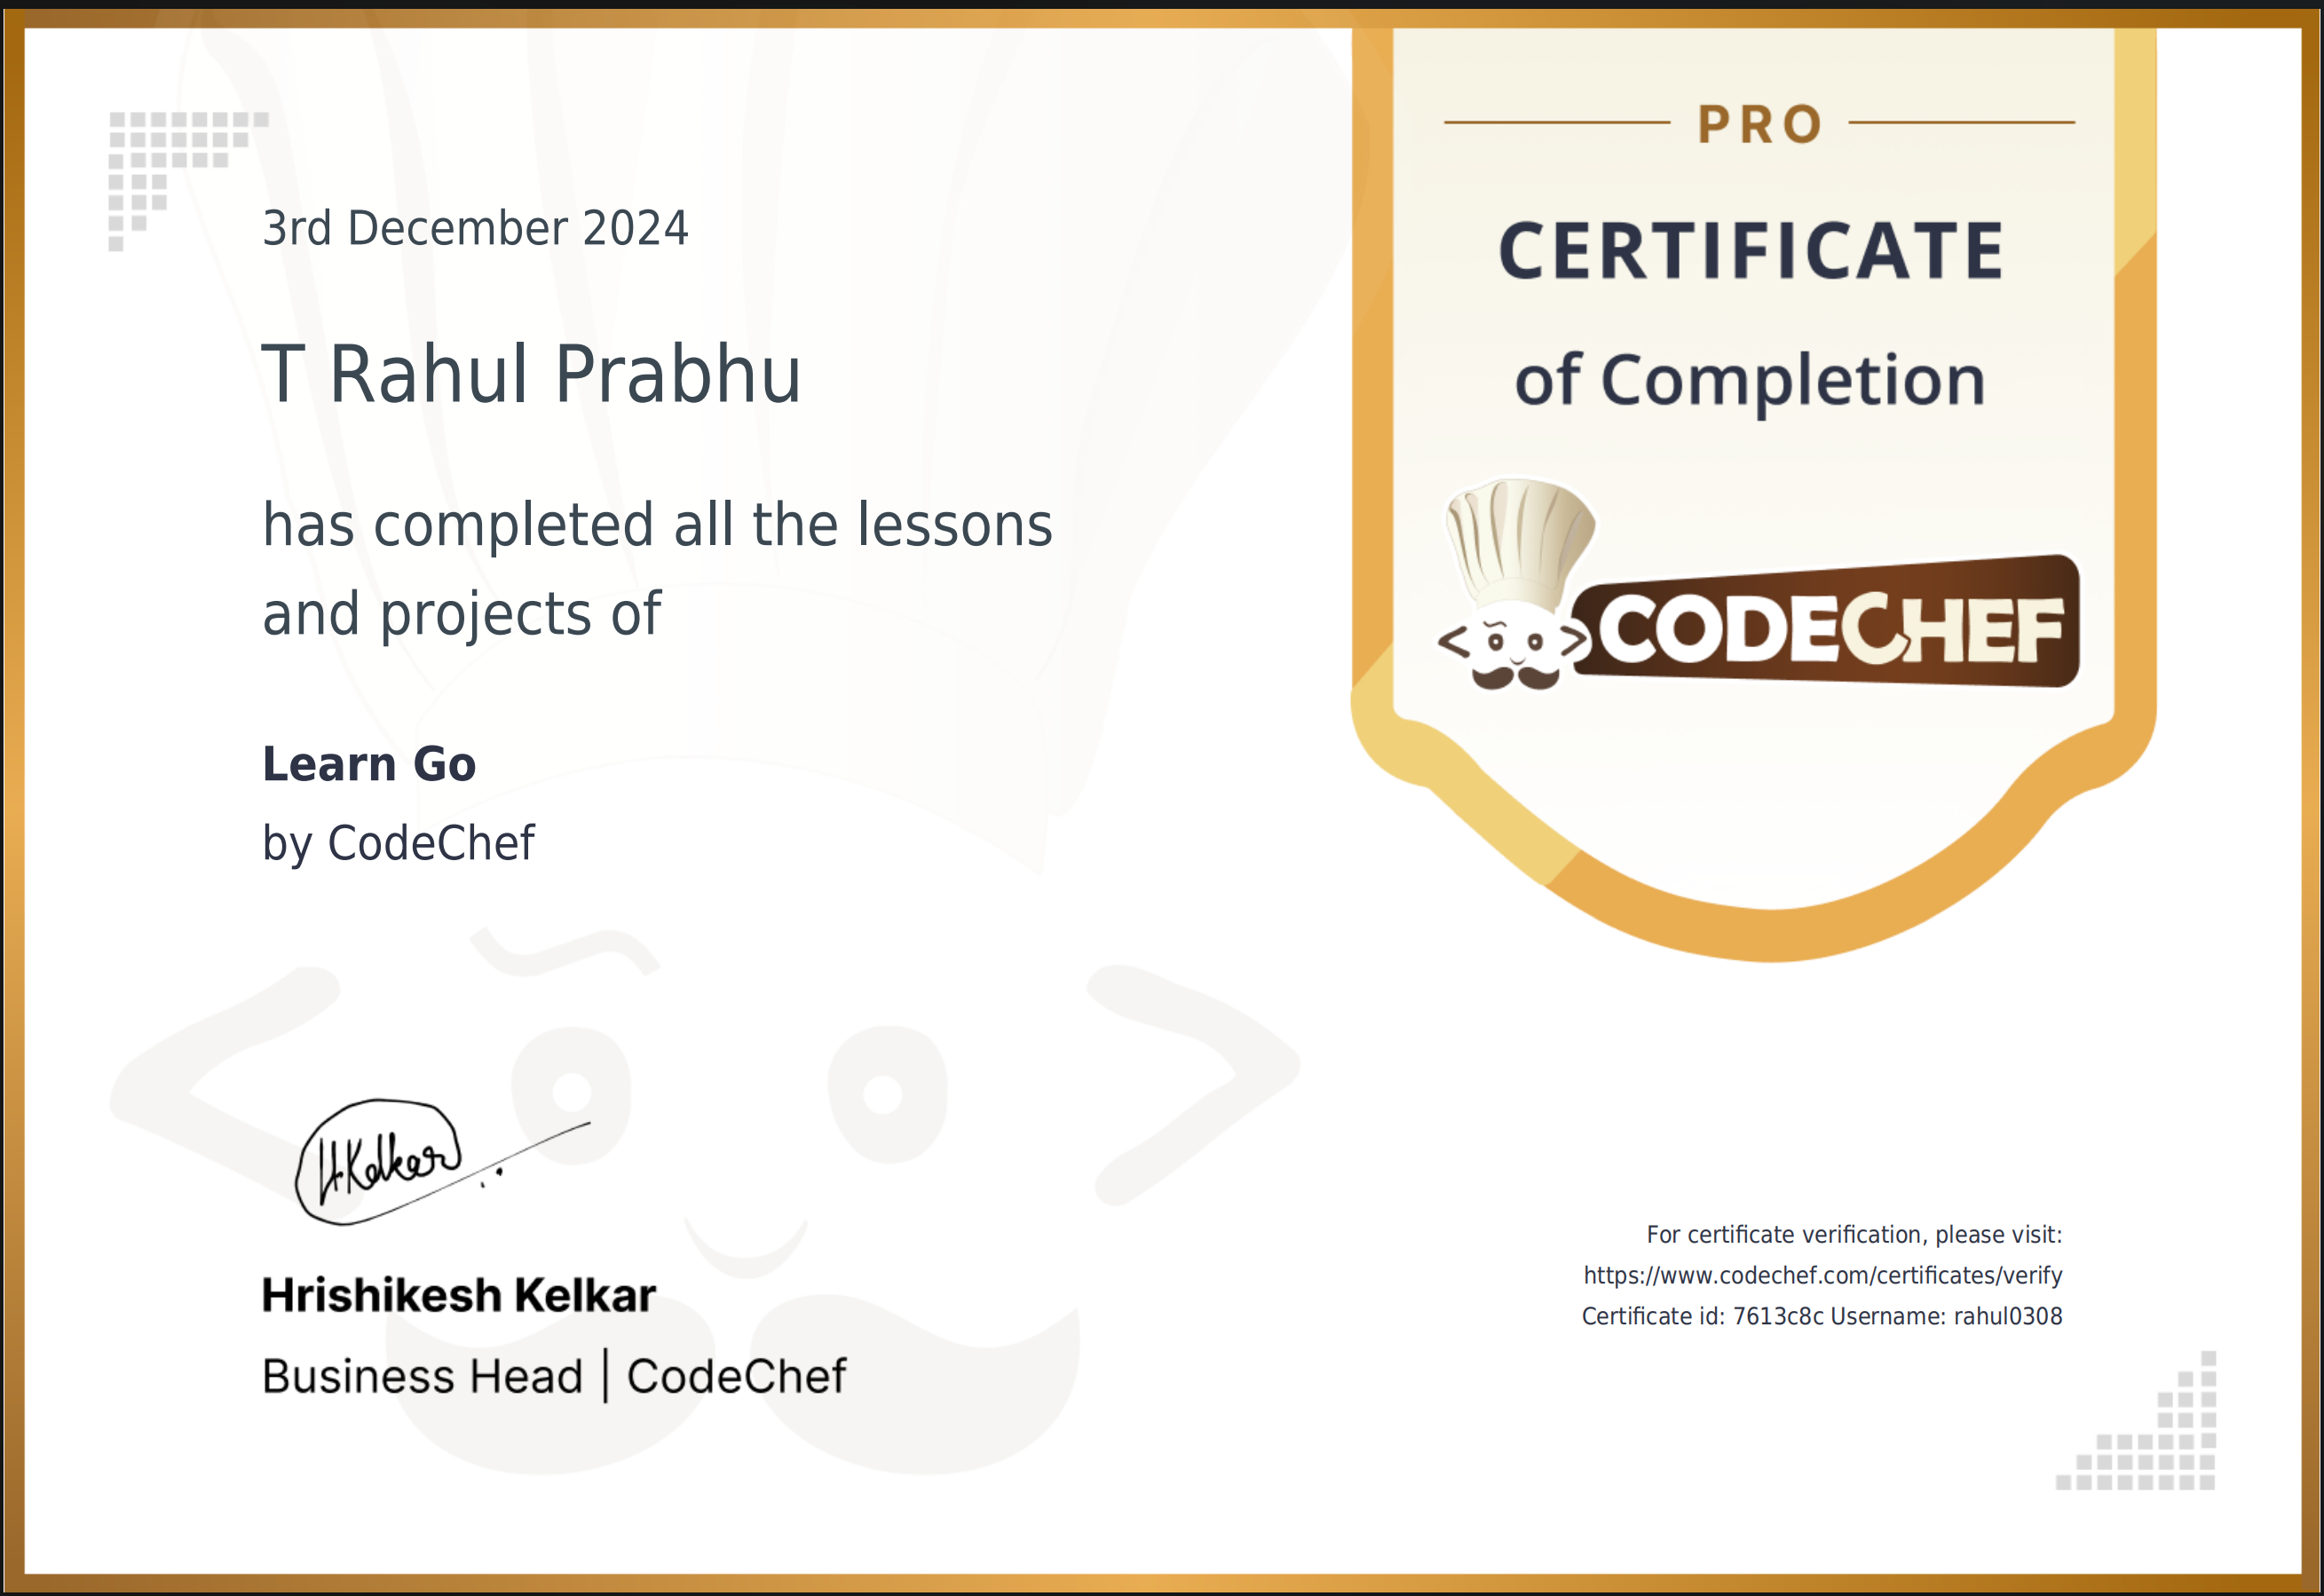 3rd December 2024
T Rahul Prabhu
has completed all the lessons
and projects of
Learn Go
by CodeChef
H Kelkar
Hrishikesh Kelkar
Business Head | CodeChef
PRO
CERTIFICATE
of Completion
CODECHEF
For certificate verification, please visit:
https://www.codechef.com/certificates/verify
Certificate id: 7613c8c Username: rahul0308